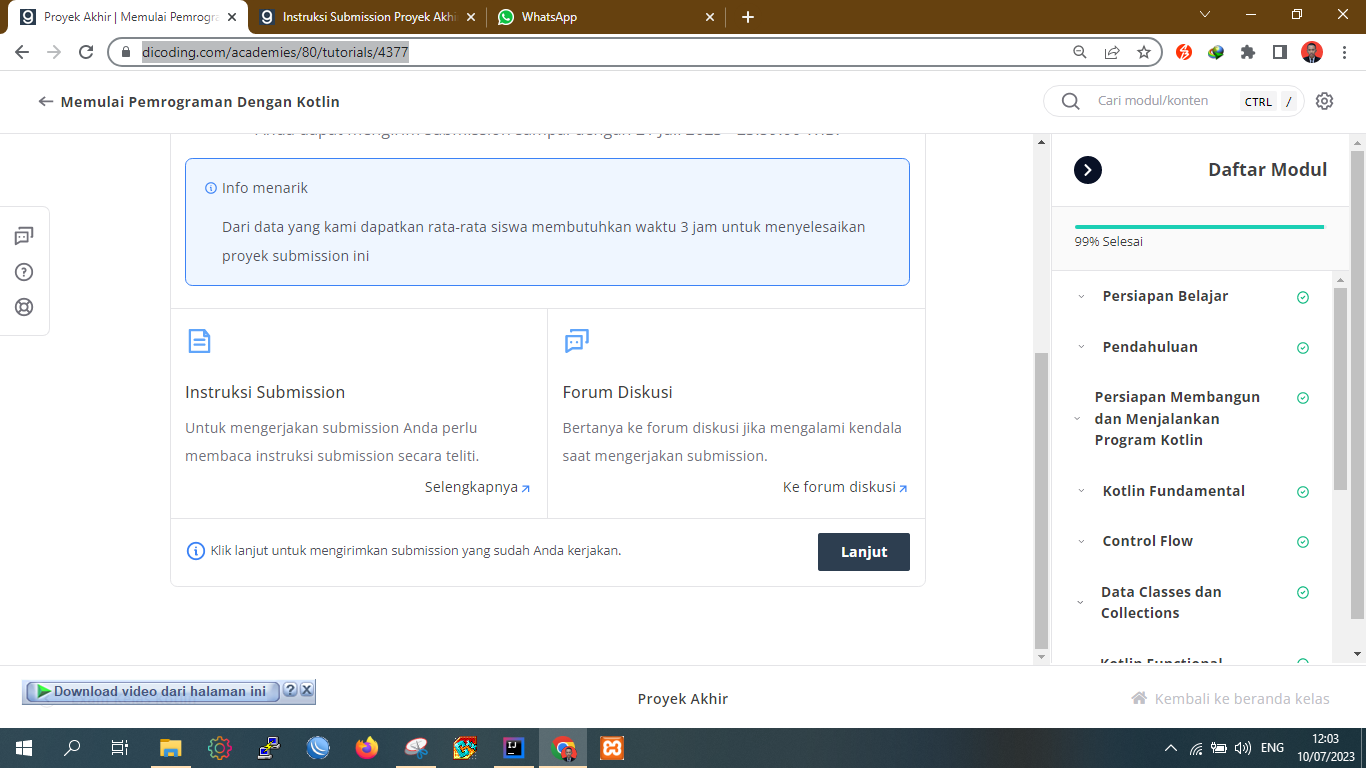 Proyek Akhir | Memulai Pemrogra
Instruksi Submission Proyek Akhi
WhatsApp
dicoding.com/academies/80/tutorials/4377
Memulai Pemrograman Dengan Kotlin
Cari modul/konten
CTRL /
Anda dapat mengirim submission sampai dengan
Info menarik
Dari data yang kami dapatkan rata-rata siswa membutuhkan waktu 3 jam untuk menyelesaikan
proyek submission ini
Instruksi Submission
Untuk mengerjakan submission Anda perlu
membaca instruksi submission secara teliti.
Selengkapnya
Forum Diskusi
Bertanya ke forum diskusi jika mengalami kendala
saat mengerjakan submission.
Ke forum diskusi
Klik lanjut untuk mengirimkan submission yang sudah Anda kerjakan.
Lanjut
Daftar Modul
99% Selesai
Persiapan Belajar
Pendahuluan
Persiapan Membangun
dan Menjalankan
Program Kotlin
Kotlin Fundamental
Control Flow
Data Classes dan
Collections
Kotlin Functional
Download video dari halaman ini
Proyek Akhir
Kembali ke beranda kelas
ENG
12:03
10/07/2023